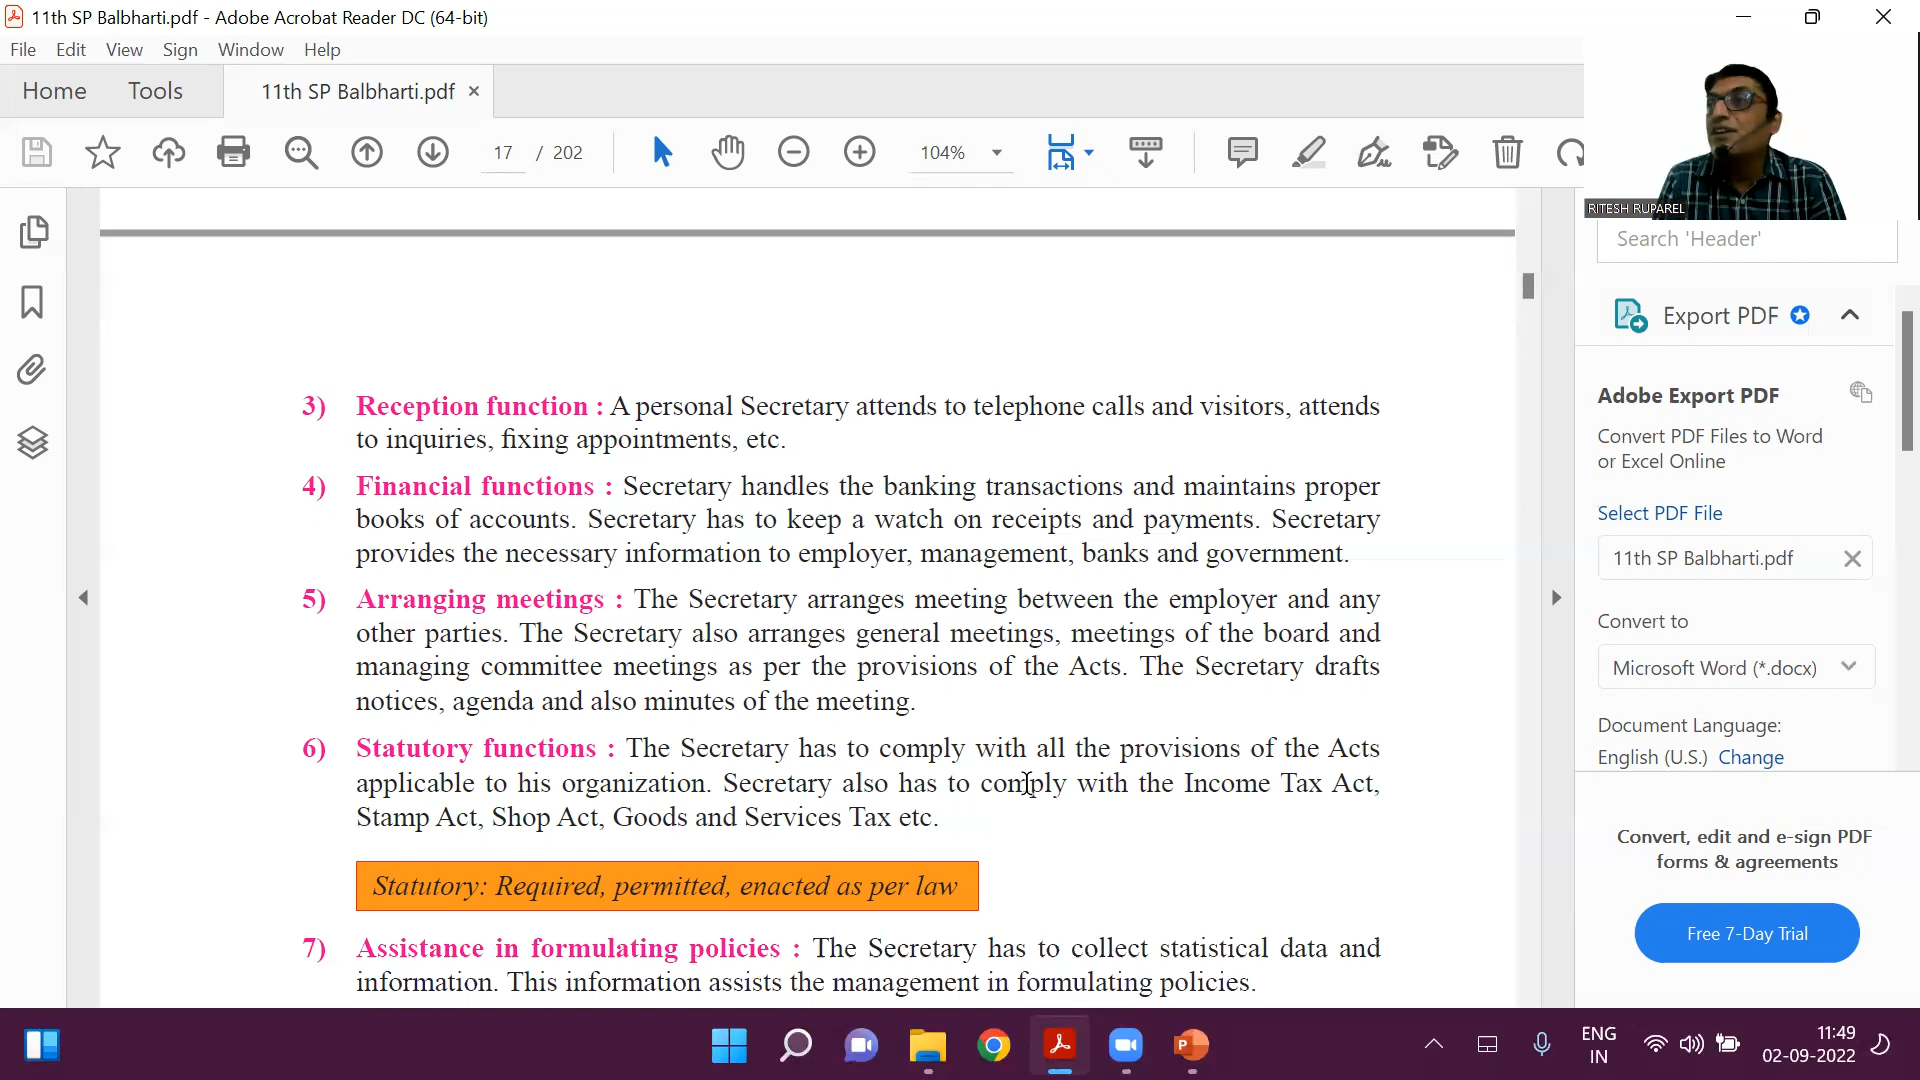 11th SP Balbharti.pdf - Adobe Acrobat Reader DC (64-bit)
File Edit View Sign Window Help
Home Tools 11th SP Balbharti.pdf ×
17 / 202 104%
RITESH RUPAREL
Search 'Header'
Export PDF
Adobe Export PDF
Convert PDF Files to Word
or Excel Online
Select PDF File
11th SP Balbharti.pdf
Convert to
Microsoft Word (*.docx)
Document Language:
English (U.S.) Change
Convert, edit and e-sign PDF
forms & agreements
Free 7-Day Trial
3) Reception function : A personal Secretary attends to telephone calls and visitors, attends
to inquiries, fixing appointments, etc.
4) Financial functions : Secretary handles the banking transactions and maintains proper
books of accounts. Secretary has to keep a watch on receipts and payments. Secretary
provides the necessary information to employer, management, banks and government.
5) Arranging meetings : The Secretary arranges meeting between the employer and any
other parties. The Secretary also arranges general meetings, meetings of the board and
managing committee meetings as per the provisions of the Acts. The Secretary drafts
notices, agenda and also minutes of the meeting.
6) Statutory functions : The Secretary has to comply with all the provisions of the Acts
applicable to his organization. Secretary also has to comply with the Income Tax Act,
Stamp Act, Shop Act, Goods and Services Tax etc.
Statutory: Required, permitted, enacted as per law
7) Assistance in formulating policies : The Secretary has to collect statistical data and
information. This information assists the management in formulating policies.
ENG
IN
11:49
02-09-2022